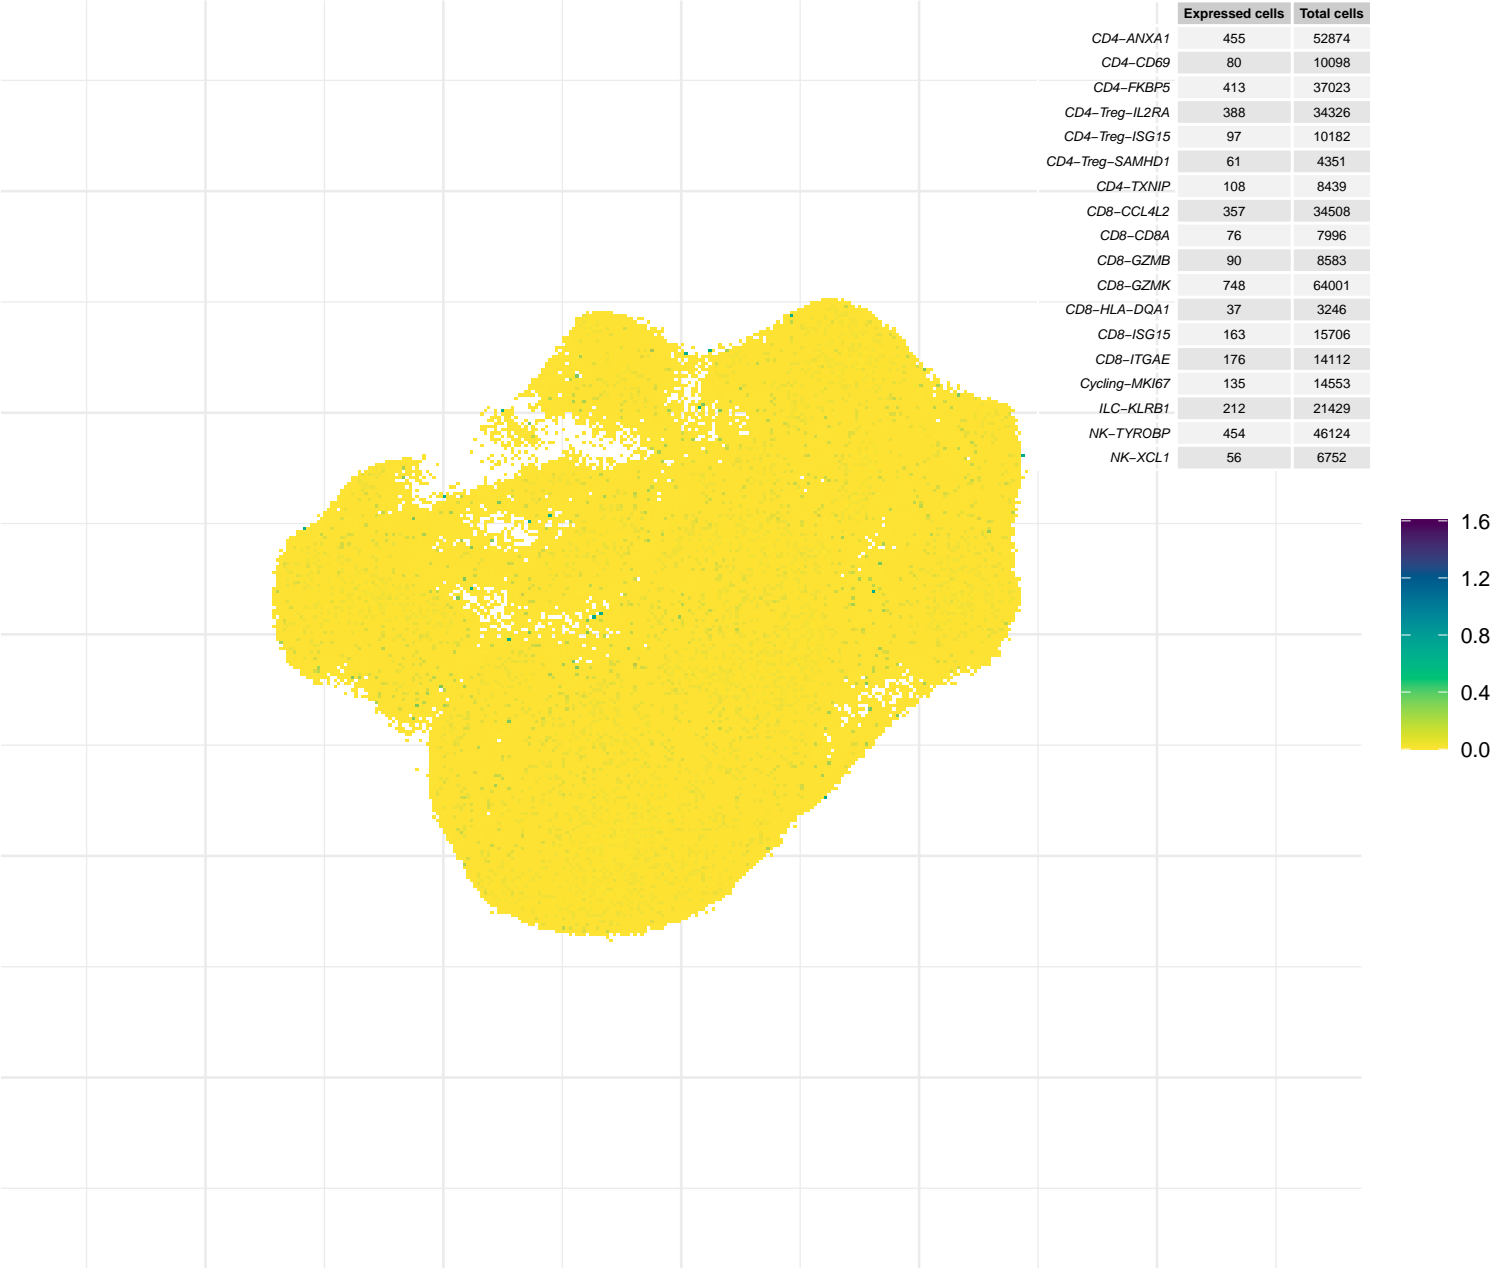 Expressed cells Total cells
CD4−ANXA1 455 52874
CD4−CD69 80 10098
CD4−FKBP5 413 37023
CD4−Treg−IL2RA 388 34326
CD4−Treg−ISG15 97 10182
CD4−Treg−SAMHD1 61 4351
CD4−TXNIP 108 8439
CD8−CCL4L2 357 34508
CD8−CD8A 76 7996
CD8−GZMB 90 8583
CD8−GZMK 748 64001
CD8−HLA−DQA1 37 3246
CD8−ISG15 163 15706
CD8−ITGAE 176 14112
Cycling−MKI67 135 14553
ILC−KLRB1 212 21429
NK−TYROBP 454 46124
NK−XCL1 56 6752
1.6
1.2
0.8
0.4
0.0